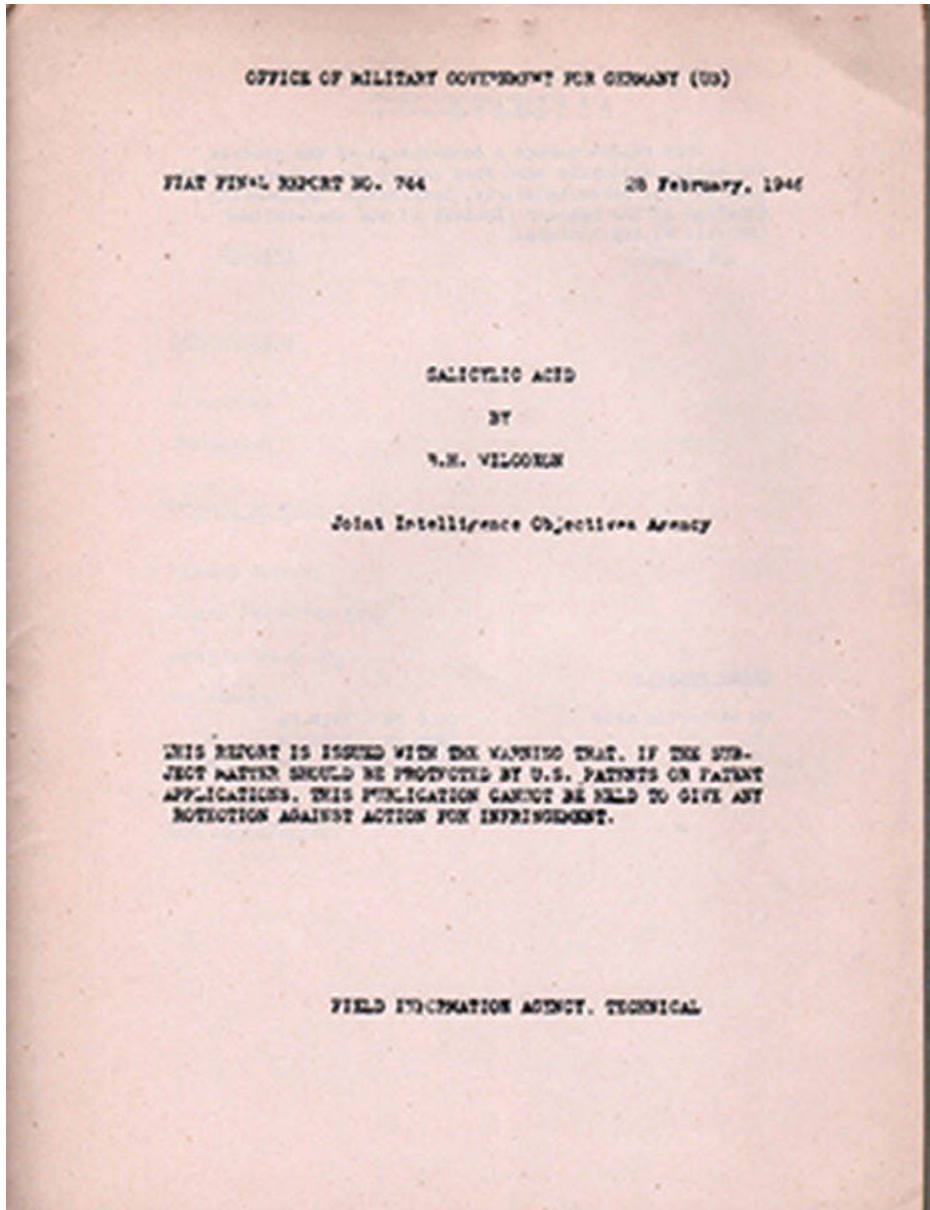 OFFICE OF MILITARY GOVERNMENT FOR GERMANY (US)
FIAT FINAL REPORT NO. 744
28 February, 1946
SALICYLIC ACID
BY
Joint Intelligence Objectives Agency
THIS REPORT IS ISSUED WITH THE WARNING THAT, IF THE SUB-
JECT MATTER SHOULD BE PROTECTED BY U.S. PATENTS OR PATENT
APPLICATIONS, THIS PUBLICATION CANNOT BE HELD TO GIVE ANY
ROTECTION AGAINST ACTION FOR INFRINGEMENT.
FIELD INFORMATION AGENCY, TECHNICAL